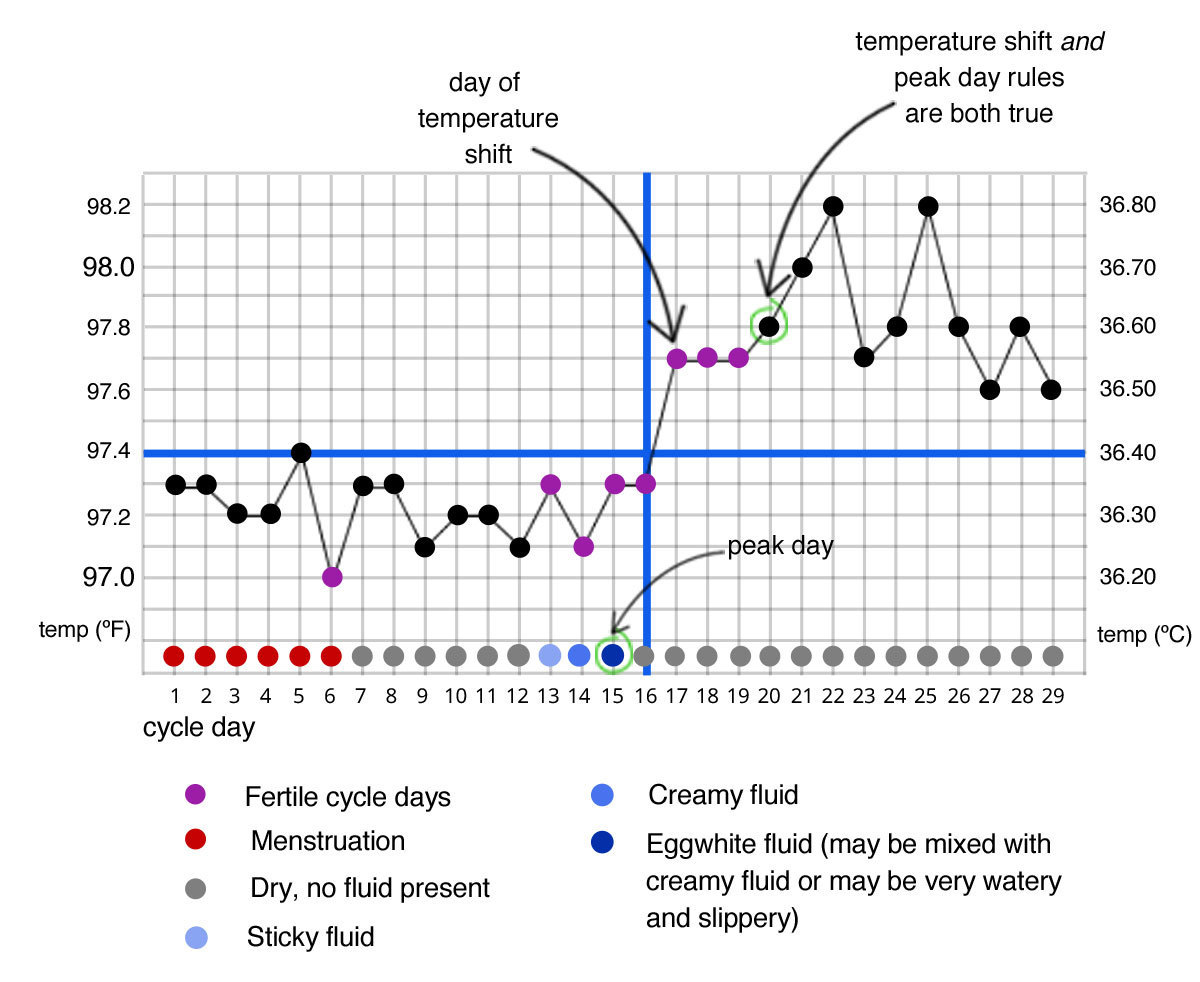 temperature shift and
peak day rules
are both true
day of
temperature
shift
98.2
98.0
97.8
97.6
97.4
97.2
97.0
temp (ºF)
36.80
36.70
36.60
36.50
36.40
36.30
36.20
temp (ºC)
peak day
1 2 3 4 5 6 7 8 9 10 11 12 13 14 15 16 17 18 19 20 21 22 23 24 25 26 27 28 29
cycle day
Fertile cycle days
Menstruation
Dry, no fluid present
Sticky fluid
Creamy fluid
Eggwhite fluid (may be mixed with
creamy fluid or may be very watery
and slippery)